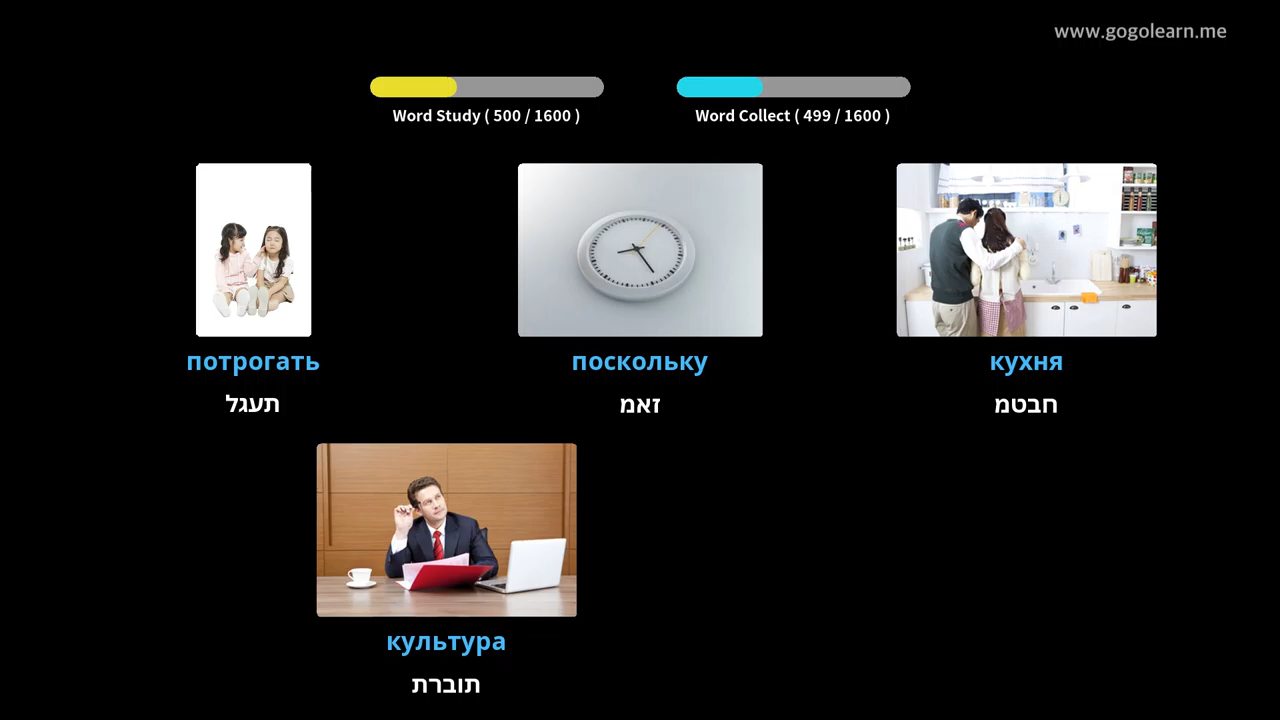 www.gogolearn.me
Word Study ( 500 / 1600 )
Word Collect ( 499 / 1600 )
потрогать
поскольку
кухня
תעגל
זאמ
חבטמ
культура
תוברת